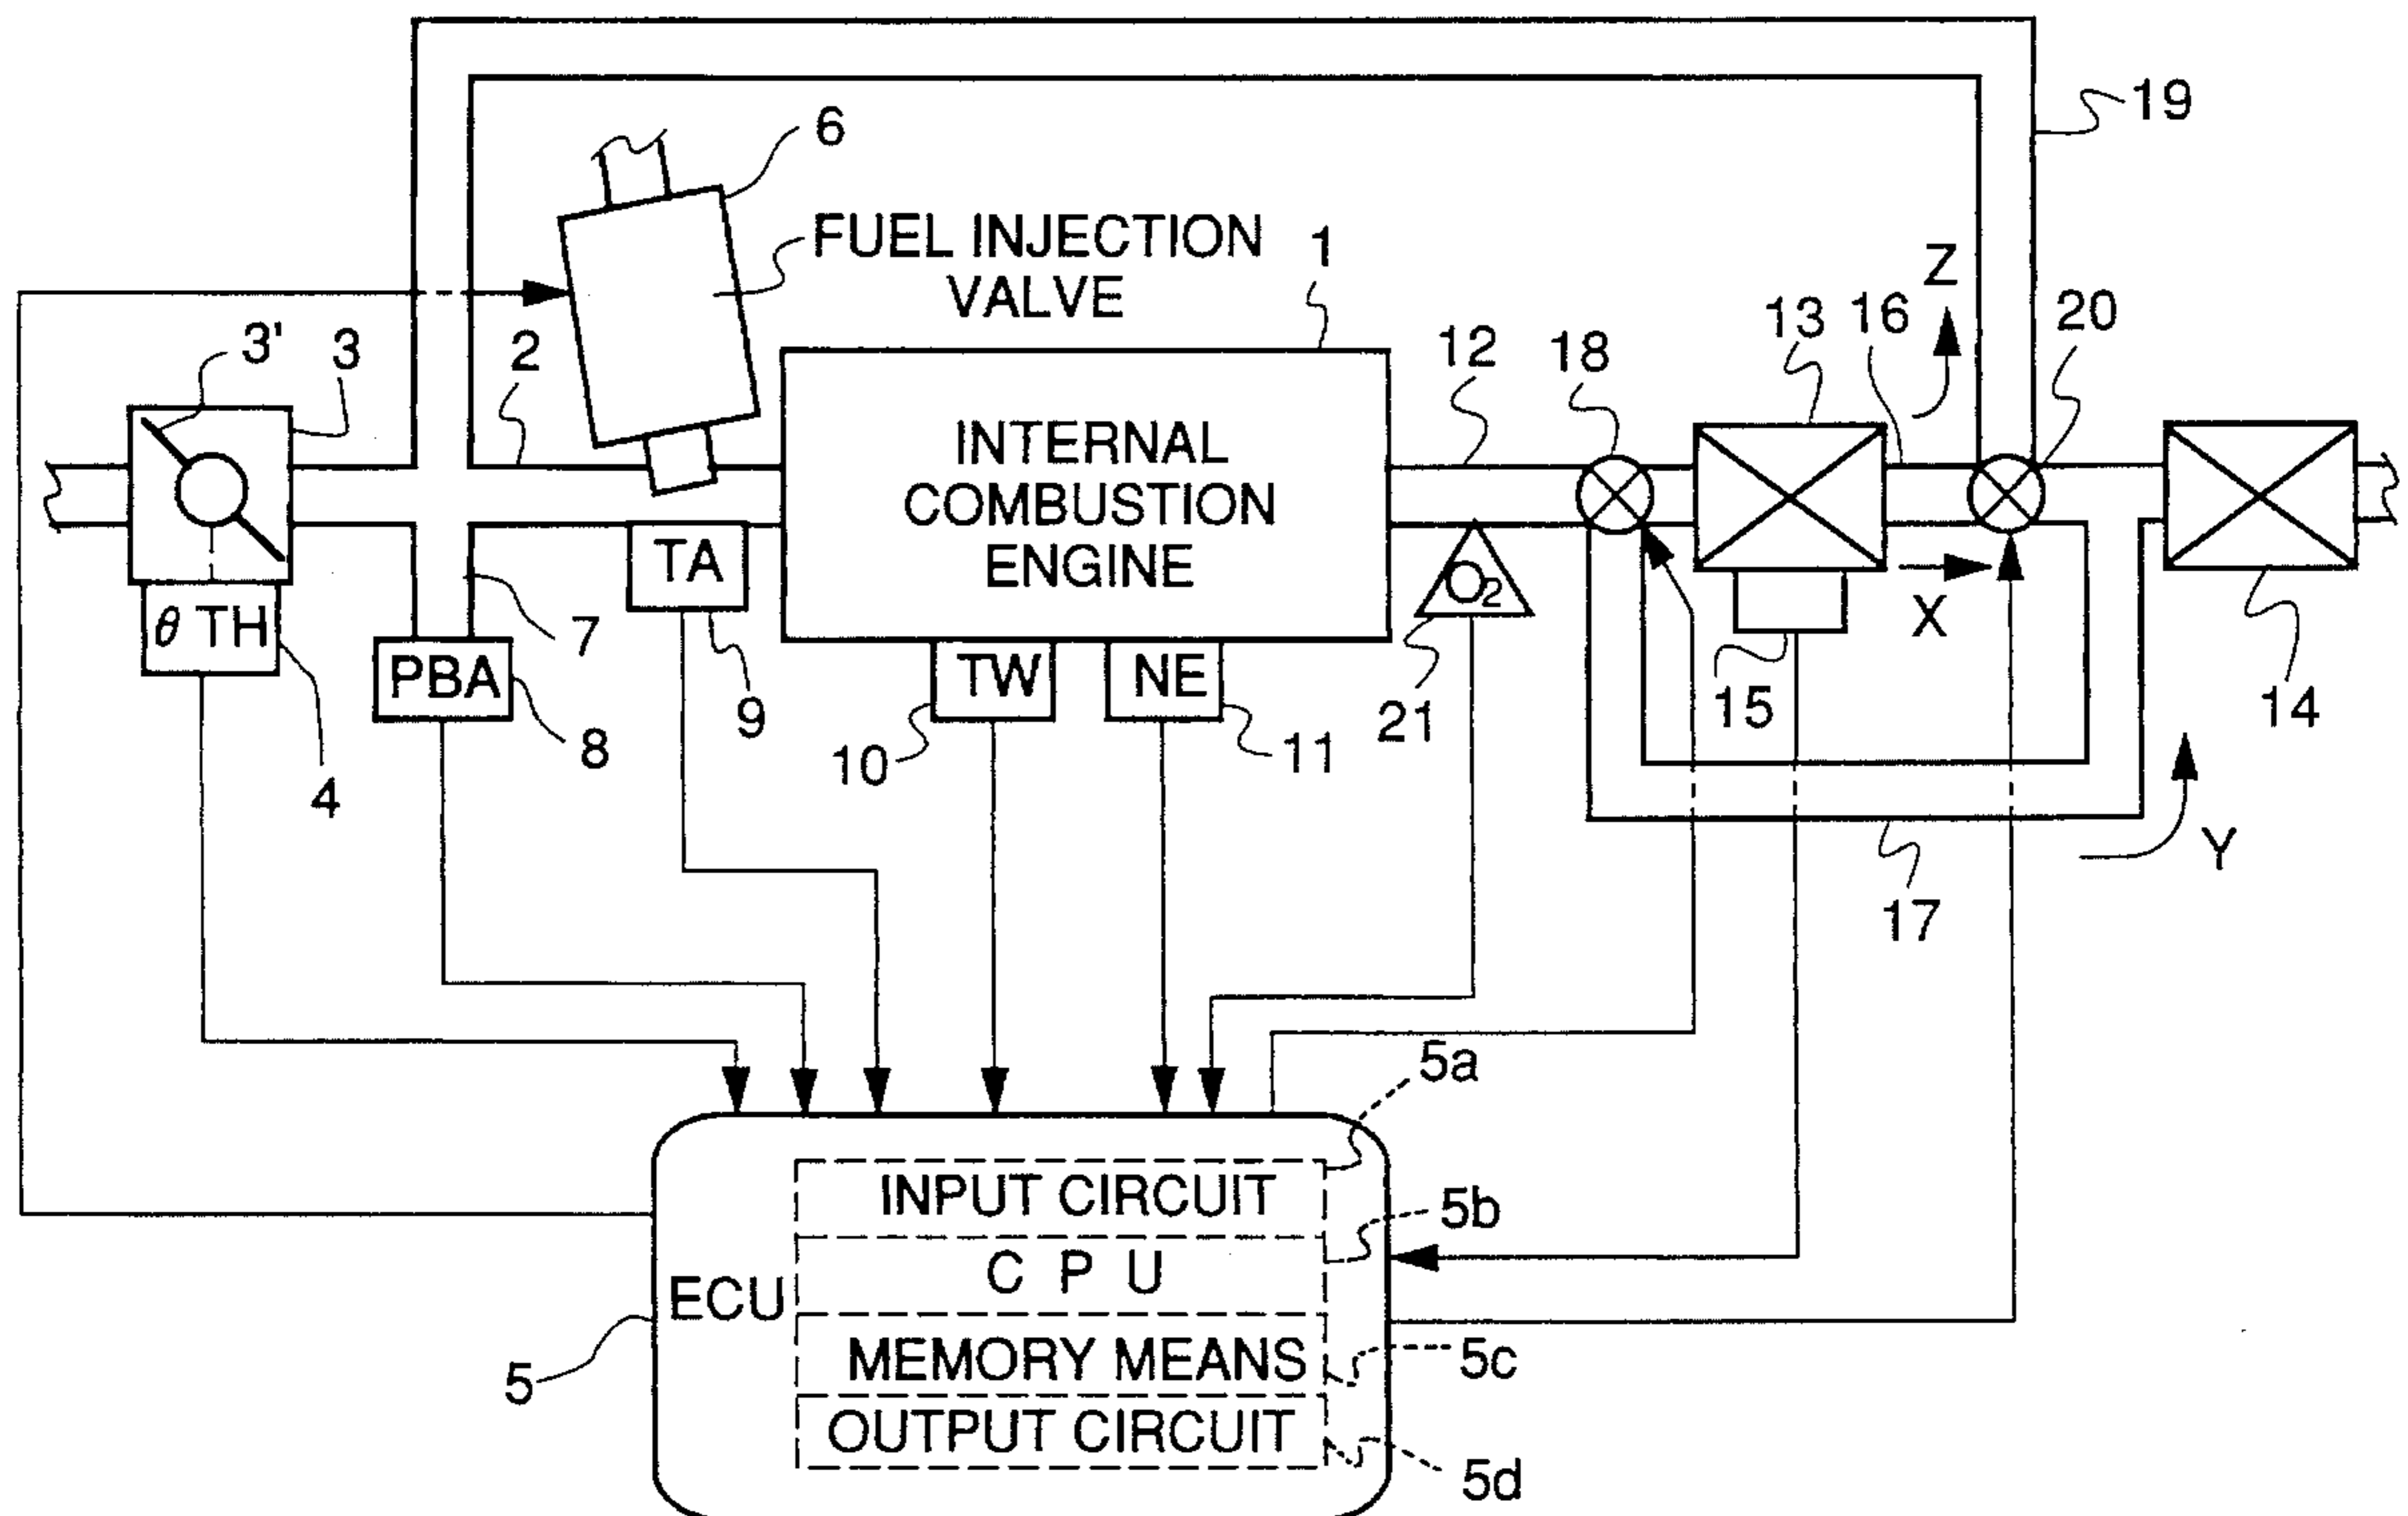 19
6
FUEL INJECTION
VALVE
1
Z
3'
3
2
12
18
13
16
20
INTERNAL
COMBUSTION
ENGINE
TA
O2
θ TH
7
X
PBA
TW
NE
15
14
9
21
8
10
11
4
Y
17
5a
INPUT CIRCUIT
5b
C P U
ECU
MEMORY MEANS
5c
5
OUTPUT CIRCUIT
5d